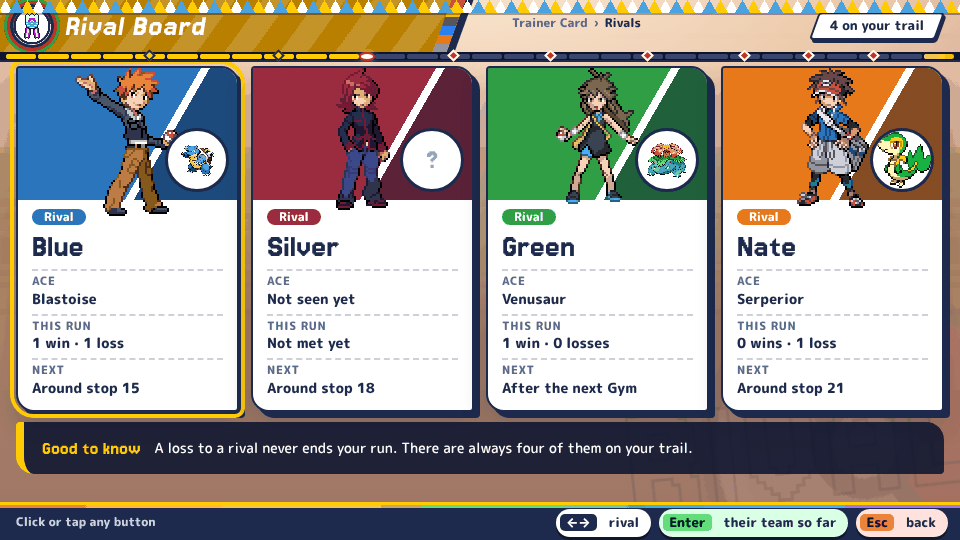 Rival Board
Trainer Card › Rivals
4 on your trail
?
Rival
Blue
ACE
Blastoise
THIS RUN
1 win · 1 loss
NEXT
Around stop 15
Rival
Silver
ACE
Not seen yet
THIS RUN
Not met yet
NEXT
Around stop 18
Rival
Green
ACE
Venusaur
THIS RUN
1 win · 0 losses
NEXT
After the next Gym
Rival
Nate
ACE
Serperior
THIS RUN
0 wins · 1 loss
NEXT
Around stop 21
Good to know A loss to a rival never ends your run. There are always four of them on your trail.
Click or tap any button
←→ rival
Enter their team so far
Esc back